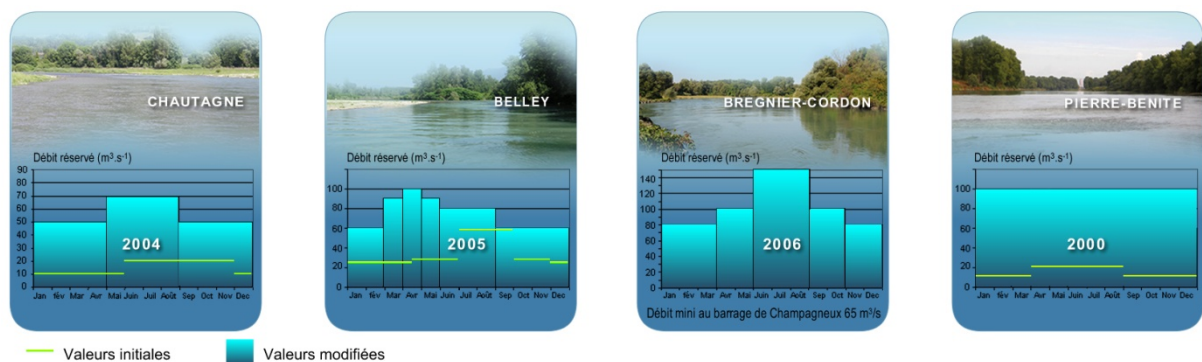 CHAUTAGNE
Débit réservé (m³.s-¹)
90
80
70
60
50
40
30
20
10
0
2004
Jan fév Mar Avr Mai Juin Juil Août Sep Oct Nov Dec
BELLEY
Débit réservé (m³.s-¹)
100
80
60
40
20
0
2005
Jan fév Mar Avr Mai Juin Juil Août Sep Oct Nov Dec
BREGNIER-CORDON
Débit réservé (m³.s-¹)
140
120
100
80
60
40
20
0
2006
Jan fév Mar Avr Mai Juin Juil Août Sep Oct Nov Dec
Débit mini au barrage de Champagneux 65 m³/s
PIERRE-BENITE
Débit réservé (m³.s-¹)
100
80
60
40
20
0
2000
Jan fév Mar Avr Mai Juin Juil Août Sep Oct Nov Dec
Valeurs initiales
Valeurs modifiées